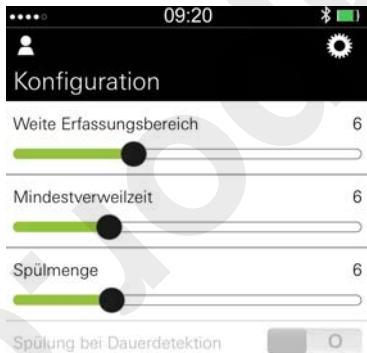 09:20
Konfiguration
Weite Erfassungsbereich 6
Mindestverweilzeit 6
Spülmenge 6
Spülung bei Dauerdetektion O